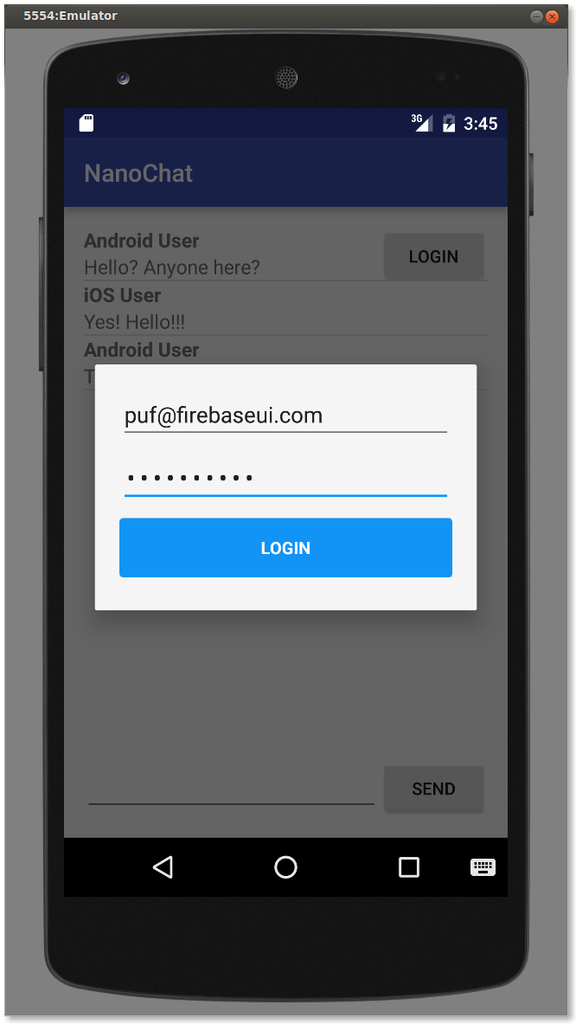 5554:Emulator
3G 3:45
NanoChat
Android User
Hello? Anyone here?
LOGIN
iOS User
Yes! Hello!!!
Android User
T
puf@firebaseui.com
••••••••••
LOGIN
SEND